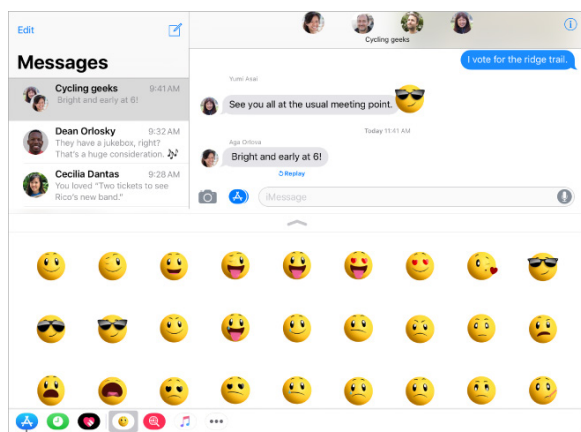 Edit
Messages
Cycling geeks 9:41 AM
Bright and early at 6!
Dean Orlosky 9:32 AM
They have a jukebox, right?
That's a huge consideration.
Cecilia Dantas 9:28 AM
You loved "Two tickets to see
Rico's new band."
Cycling geeks
I vote for the ridge trail.
Yumi Asai
See you all at the usual meeting point.
Today 11:41 AM
Aga Orlova
Bright and early at 6!
Replay
iMessage